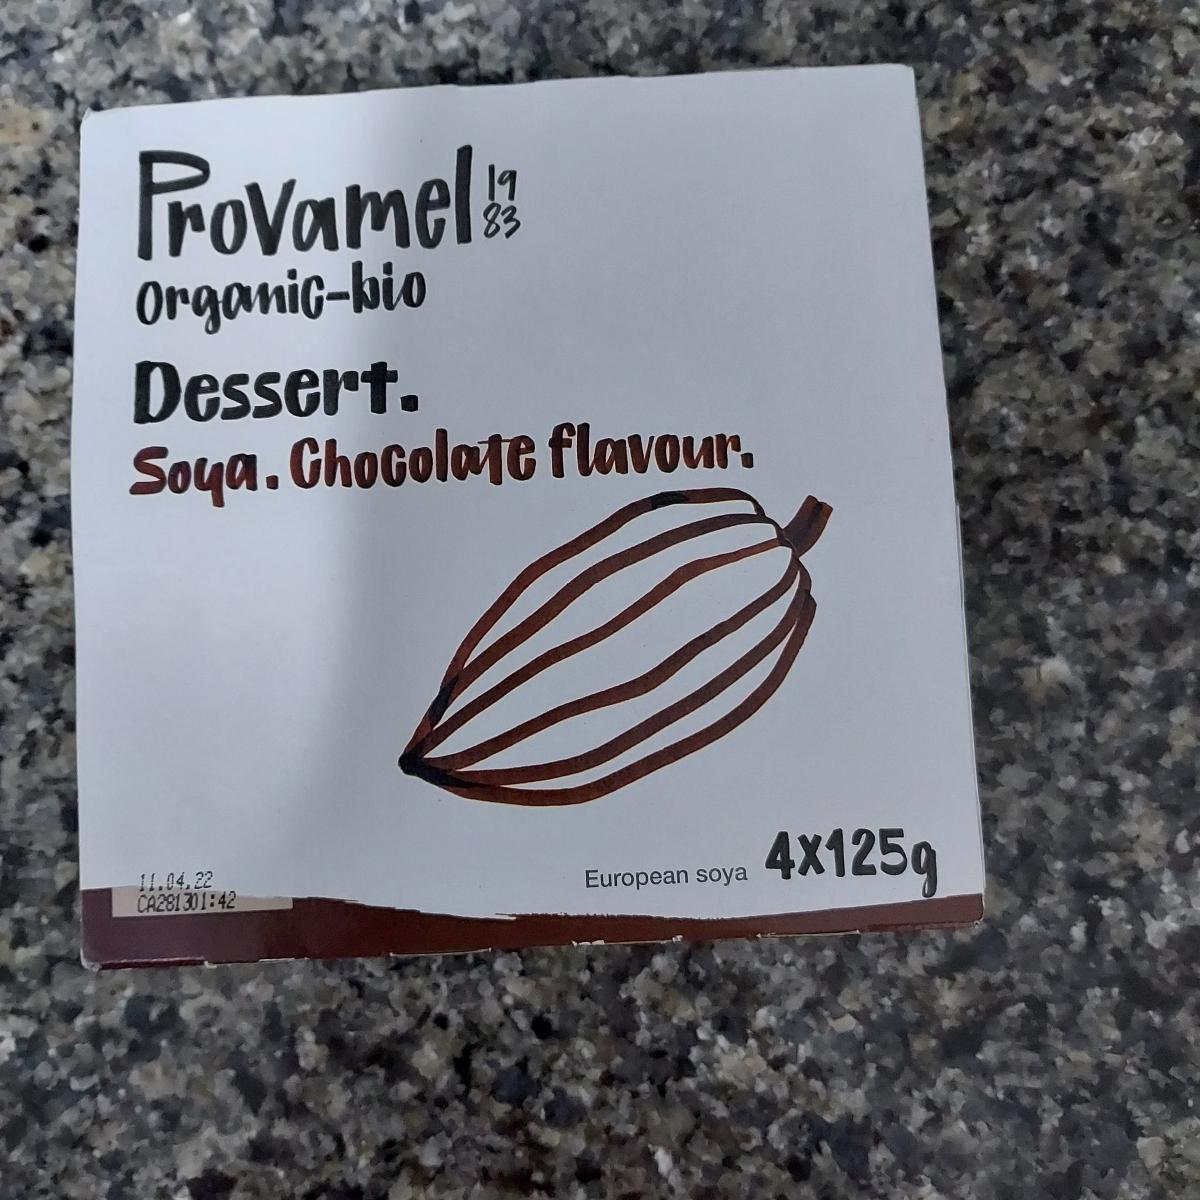 Provamel 19 83
organic-bio
Dessert.
Soya. Chocolate flavour.
European soya 4x125g
11.04.22
CA281301:42